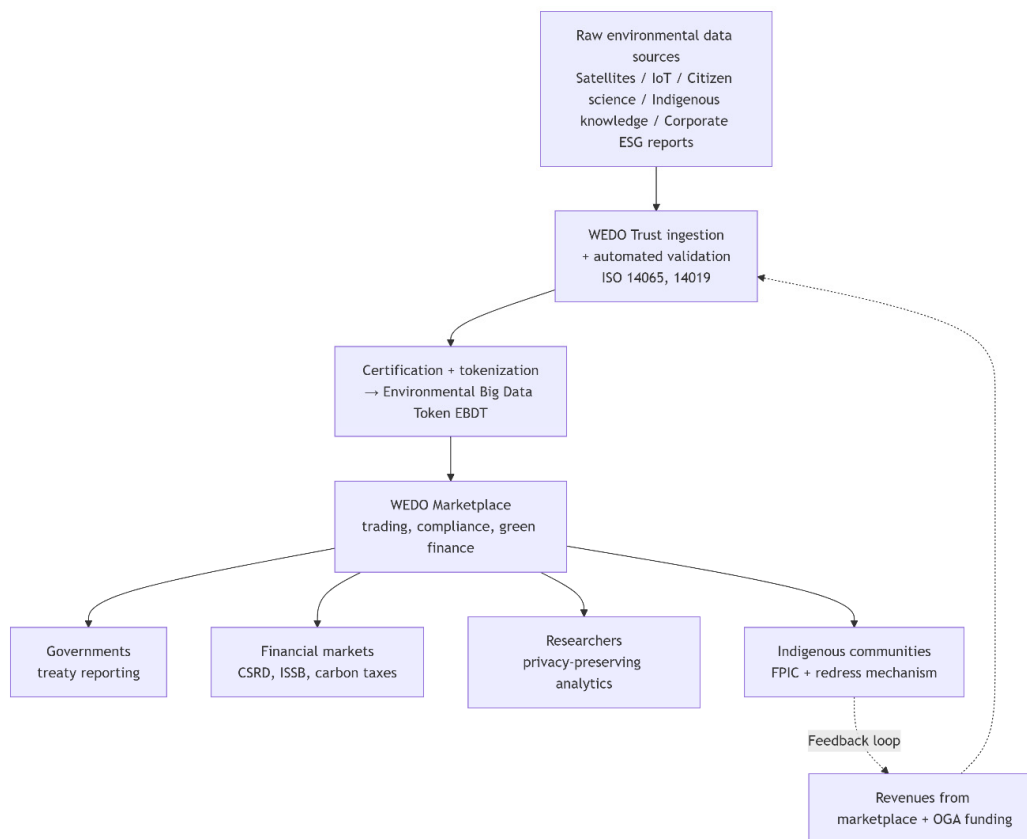 Raw environmental data
sources
Satellites / IoT / Citizen
science / Indigenous
knowledge / Corporate
ESG reports
WEDO Trust ingestion
+ automated validation
ISO 14065, 14019
Certification + tokenization
→ Environmental Big Data
Token EBDT
WEDO Marketplace
trading, compliance, green
finance
Governments
treaty reporting
Financial markets
CSRD, ISSB, carbon taxes
Researchers
privacy-preserving
analytics
Indigenous communities
FPIC + redress mechanism
Feedback loop
Revenues from
marketplace + OGA funding